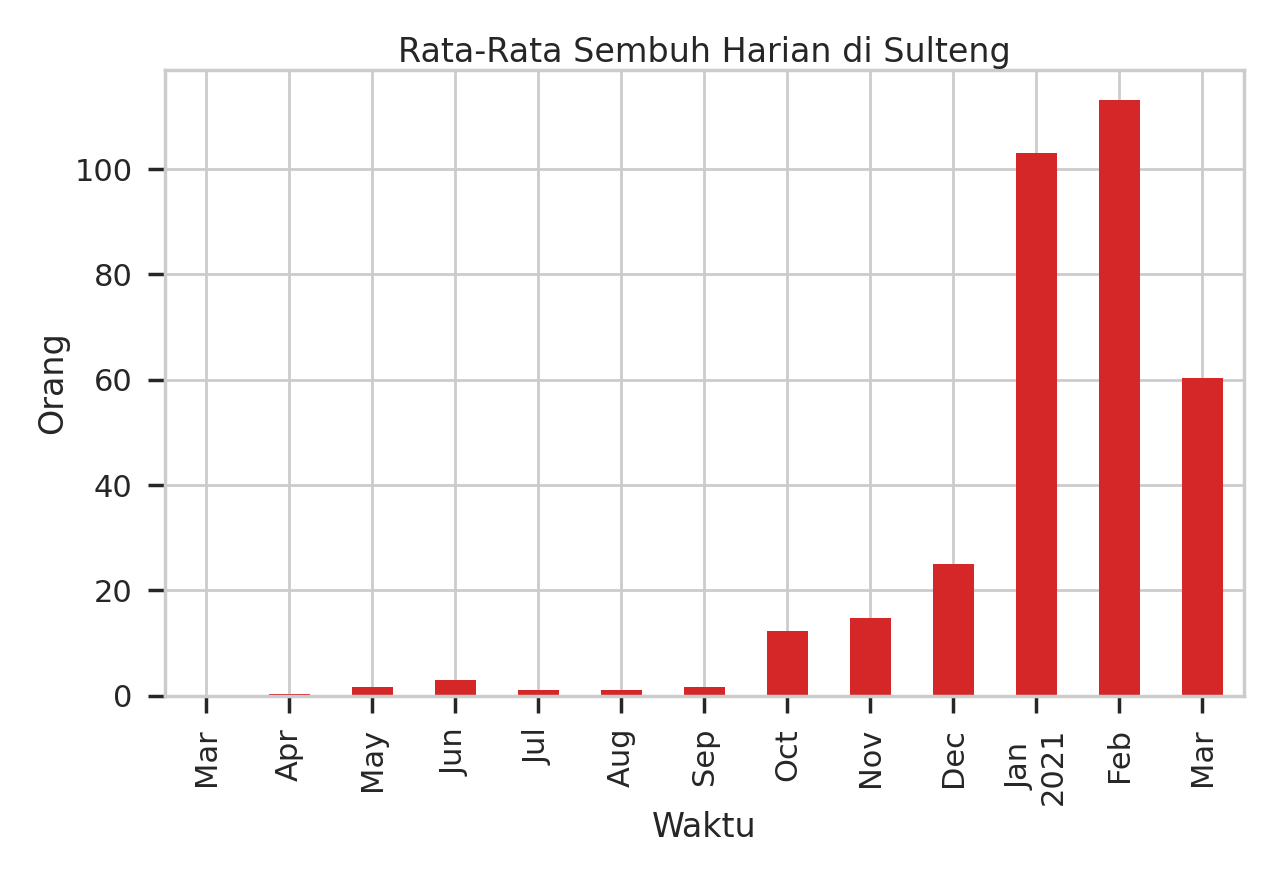 Rata-Rata Sembuh Harian di Sulteng
Orang
100
80
60
40
20
0
Mar
Apr
May
Jun
Jul
Aug
Sep
Oct
Nov
Dec
Jan
2021
Feb
Mar
Waktu